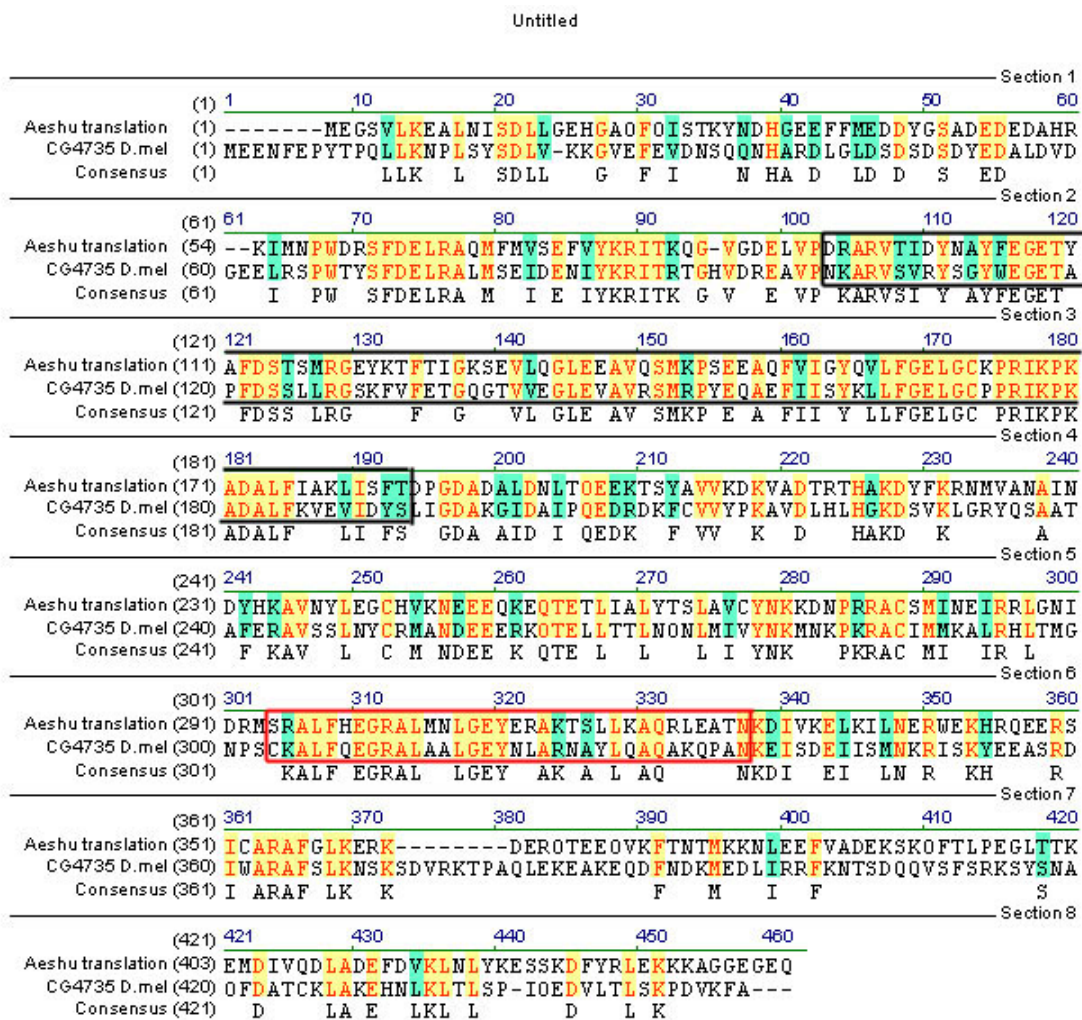 Untitled
Section 1
(1) 1 10 20 30 40 50 60
Aeshu translation (1) -------MEGSVLKEALNISDLLGEHGAOFOISTKYNDHGEEFFMEDDYGSADEDEDAHR
CG4735 D.mel (1) MEENFEPYTPQLLKNPLSYSDLV-KKGVEFEVDNSQQNHARDLGLDSDSDSDYEDALDVD
Consensus (1) LLK L SDLL G F I N HA D LD D S ED
Section 2
(61) 61 70 80 90 100 110 120
Aeshu translation (54) --KIMNPWDRSFDELRAQMFMVSEFVYKRITKQG-VGDELVPDRARVTIDYNAYFEGETY
CG4735 D.mel (60) GEELRSPWTYSFDELRALMSEIDENIYKRITRTGHVDREAVPNKARVSVRYSGYWEGETA
Consensus (61) I PW SFDELRA M I E IYKRITK G V E VP KARVSI Y AYFEGET
Section 3
(121) 121 130 140 150 160 170 180
Aeshu translation (111) AFDSTSMRGEYKTFTIGKSEVLQGLEEAVQSMKPSEEAQFVIGYQVLFGELGCKPRIKPK
CG4735 D.mel (120) PFDSSLLRGSKFVFETGQGTVVEGLEVAVRSMRPYEQAEFIISYKLLFGELGCPPRIKPK
Consensus (121) FDSS LRG F G VL GLE AV SMKP E A FII Y LLFGELGC PRIKPK
Section 4
(181) 181 190 200 210 220 230 240
Aeshu translation (171) ADALFIAKLISFTDPGDADALDNLTOEEKTSYAVVKDKVADTRTHAKDYFKRNMVANAIN
CG4735 D.mel (180) ADALFKVEVIDYSLIGDAKGIDAIPQEDRDKFCVVYPKAVDLHLHGKDSVKLGRYQSAAT
Consensus (181) ADALF LI FS GDA AID I QEDK F VV K D HAKD K A
Section 5
(241) 241 250 260 270 280 290 300
Aeshu translation (231) DYHKAVNYLEGCHVKNEEEQKEQTETLIALYTSLAVCYNKKDNPRRACSMINEIRRLGNI
CG4735 D.mel (240) AFERAVSSLNYCRMANDEEERKOTELLTTLNONLMIVYNKMNKPKRACIMMKALRHLTMG
Consensus (241) F KAV L C M NDEE K QTE L L L I YNK PKRAC MI IR L
Section 6
(301) 301 310 320 330 340 350 360
Aeshu translation (291) DRMSRALFHEGRALMNLGEYERAKTSLLKAQRLEATNKDIVKELKILNERWEKHRQEERS
CG4735 D.mel (300) NPSCKALFQEGRALAALGEYNLARNAYLQAQAKQPANKEISDEIISMNKRISKYEEASRD
Consensus (301) KALF EGRAL LGEY AK A L AQ NKDI EI LN R KH R
Section 7
(361) 361 370 380 390 400 410 420
Aeshu translation (351) ICARAFGLKERK--------DEROTEEOVKFTNTMKKNLEEFVADEKSKOFTLPEGLTTK
CG4735 D.mel (360) IWARAFSLKNSKSDVRKTPAQLEKEAKEQDFNDKMEDLIRRFKNTSDQQVSFSRKSYSNA
Consensus (361) I ARAF LK K F M I F S
Section 8
(421) 421 430 440 450 460
Aeshu translation (403) EMDIVQDLADEFDVKLNLYKESSKDFYRLEKKKAGGEGEQ
CG4735 D.mel (420) OFDATCKLAKEHNLKLTLSP-IOEDVLTLSKPDVKFA---
Consensus (421) D LA E LKL L D L K